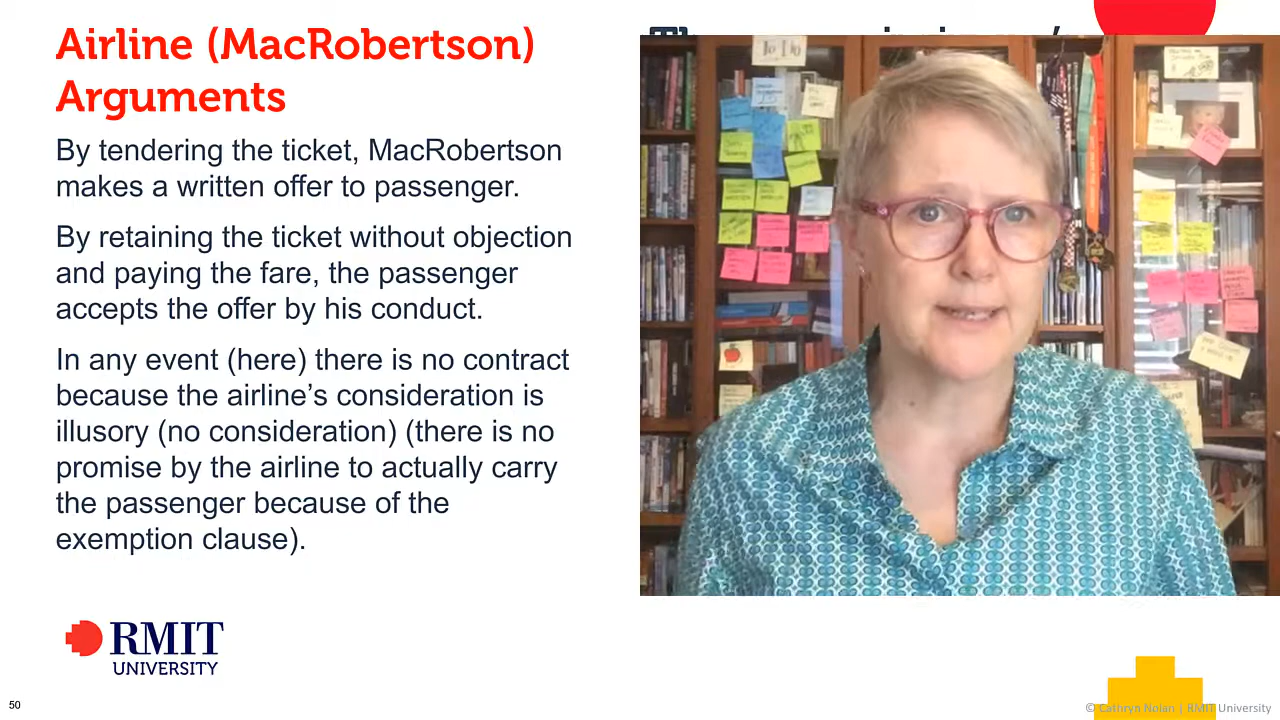 Airline (MacRobertson)
Arguments
By tendering the ticket, MacRobertson
makes a written offer to passenger.
By retaining the ticket without objection
and paying the fare, the passenger
accepts the offer by his conduct.
In any event (here) there is no contract
because the airline’s consideration is
illusory (no consideration) (there is no
promise by the airline to actually carry
the passenger because of the
exemption clause).
To Do
RMIT
UNIVERSITY
50
© Cathryn Nolan | RMIT University